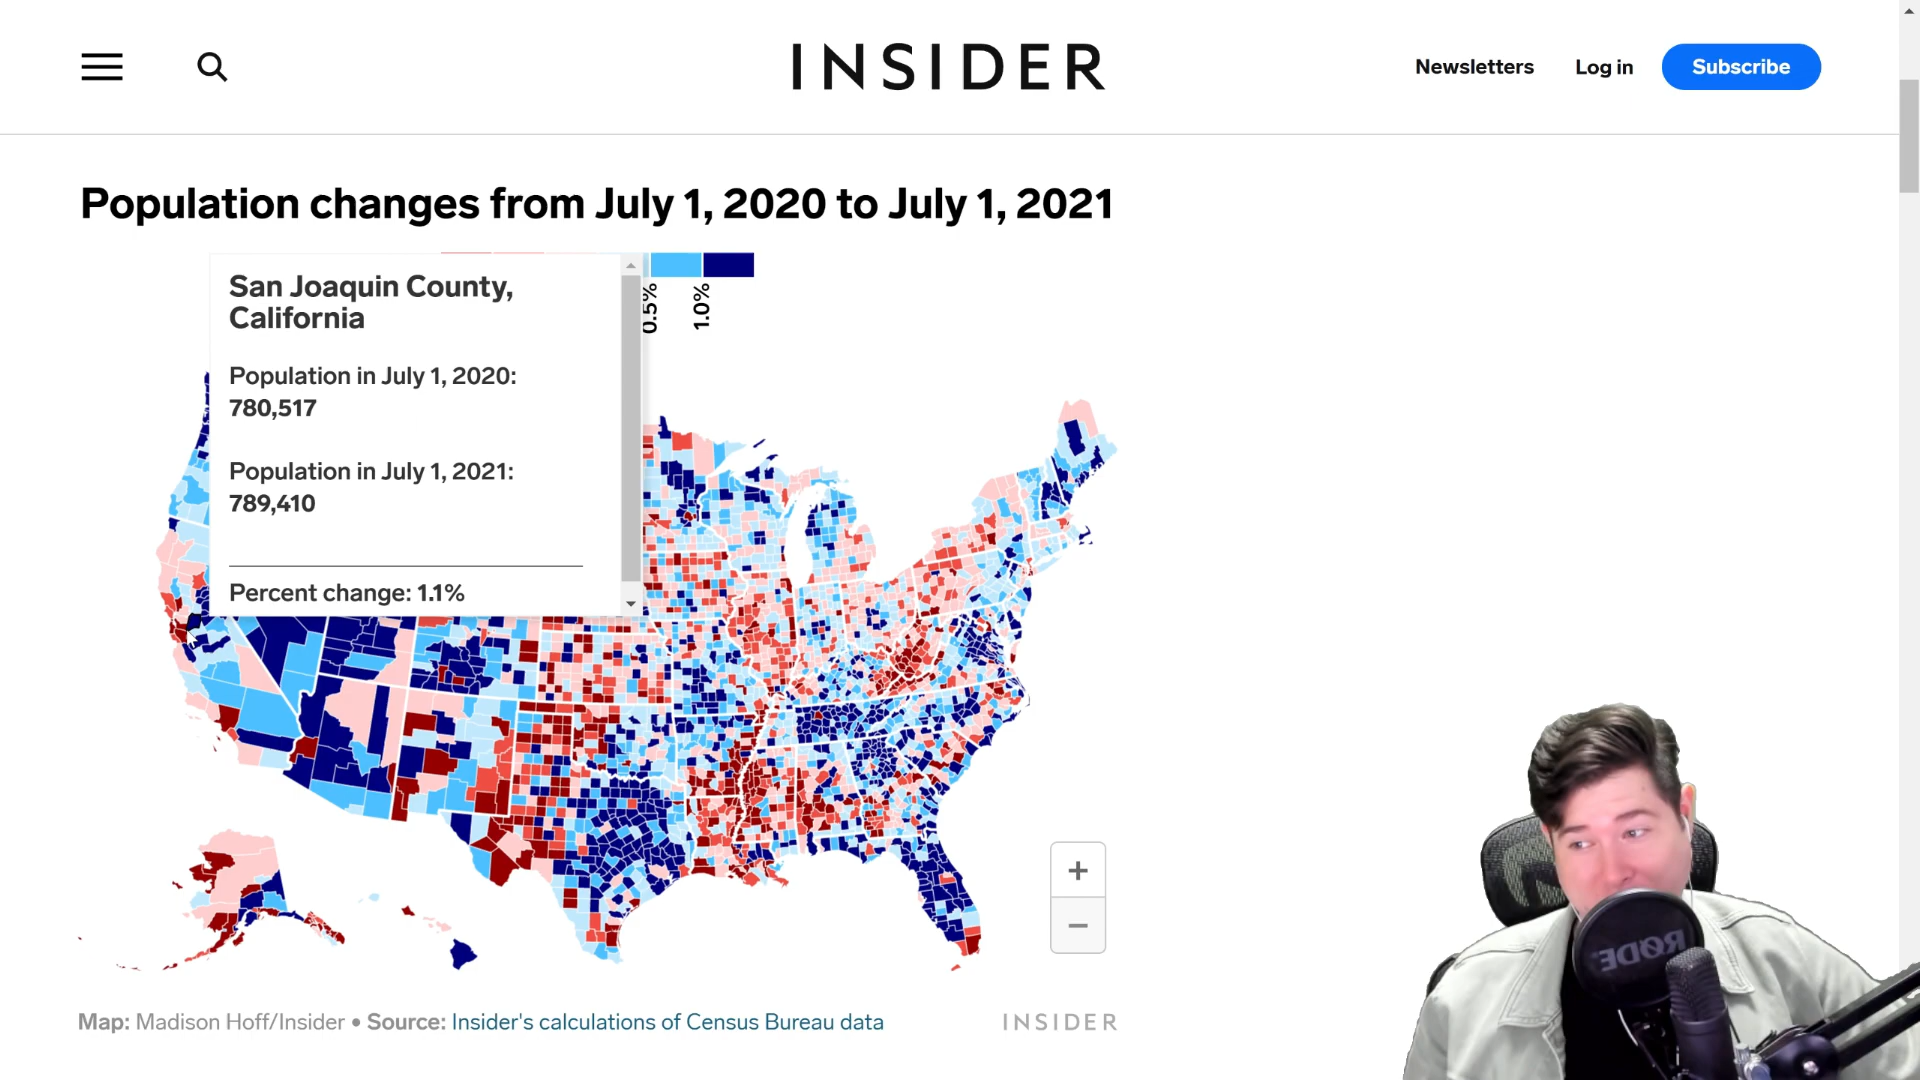 INSIDER
Newsletters
Log in
Subscribe
Population changes from July 1, 2020 to July 1, 2021
San Joaquin County,
California
Population in July 1, 2020:
780,517
Population in July 1, 2021:
789,410
Percent change: 1.1%
0.5%
1.0%
+
−
RØDE
Map: Madison Hoff/Insider • Source: Insider's calculations of Census Bureau data
INSIDER